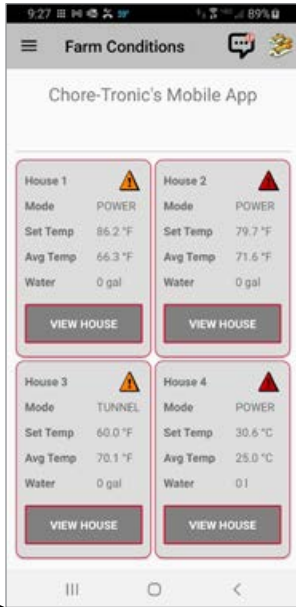 9:27
89%
Farm Conditions
Chore-Tronic's Mobile App
House 1
Mode POWER
Set Temp 86.2 °F
Avg Temp 66.3 °F
Water 0 gal
VIEW HOUSE
House 2
Mode POWER
Set Temp 79.7 °F
Avg Temp 71.6 °F
Water 0 gal
VIEW HOUSE
House 3
Mode TUNNEL
Set Temp 60.0 °F
Avg Temp 70.1 °F
Water 0 gal
VIEW HOUSE
House 4
Mode POWER
Set Temp 30.6 °C
Avg Temp 25.0 °C
Water 0 l
VIEW HOUSE